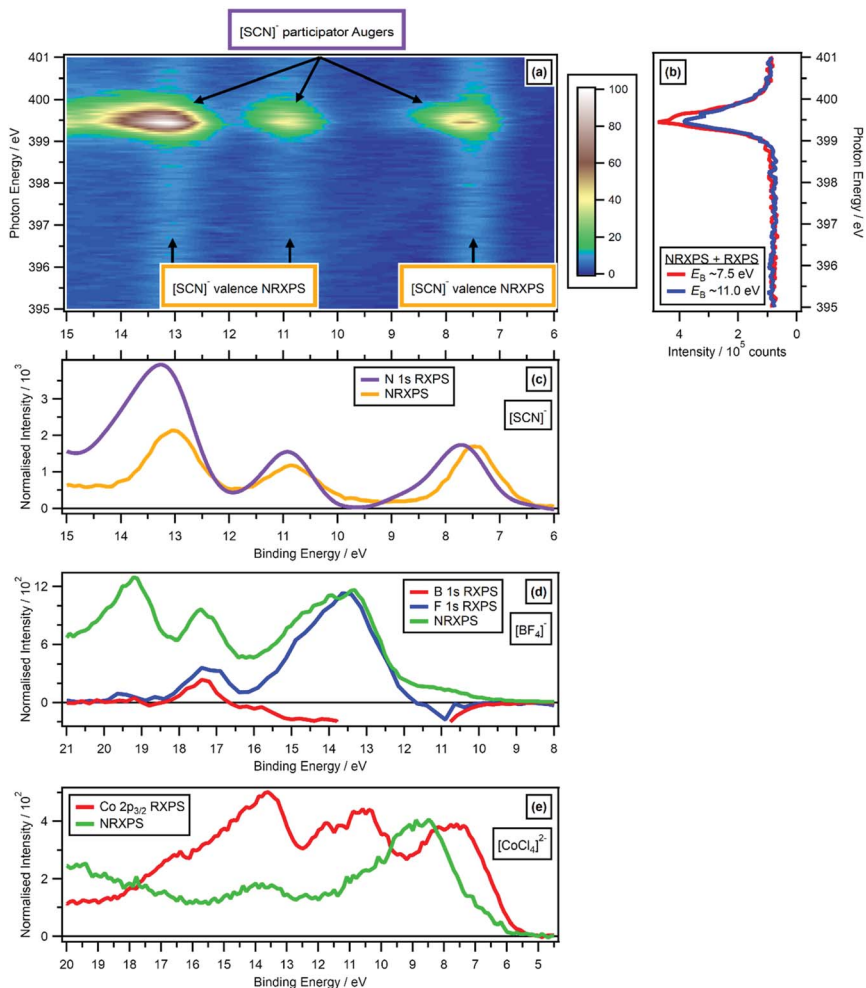 [SCN]⁻ participator Augers
(a)
Photon Energy / eV
401
400
399
398
397
396
395
[SCN]⁻ valence NRXPS
[SCN]⁻ valence NRXPS
15 14 13 12 11 10 9 8 7 6
100
80
60
40
20
0
(b)
401
400
399
398
397
396
395
Photon Energy / eV
NRXPS + RXPS
E_B ~7.5 eV
E_B ~11.0 eV
4 2 0
Intensity / 10⁵ counts
(c)
Normalised Intensity / 10³
3
2
1
0
N 1s RXPS
NRXPS
[SCN]⁻
15 14 13 12 11 10 9 8 7 6
Binding Energy / eV
(d)
Normalised Intensity / 10²
12
6
0
B 1s RXPS
F 1s RXPS
NRXPS
[BF₄]⁻
21 20 19 18 17 16 15 14 13 12 11 10 9 8
Binding Energy / eV
(e)
Normalised Intensity / 10²
4
2
0
Co 2p₃/₂ RXPS
NRXPS
[CoCl₄]²⁻
20 19 18 17 16 15 14 13 12 11 10 9 8 7 6 5
Binding Energy / eV